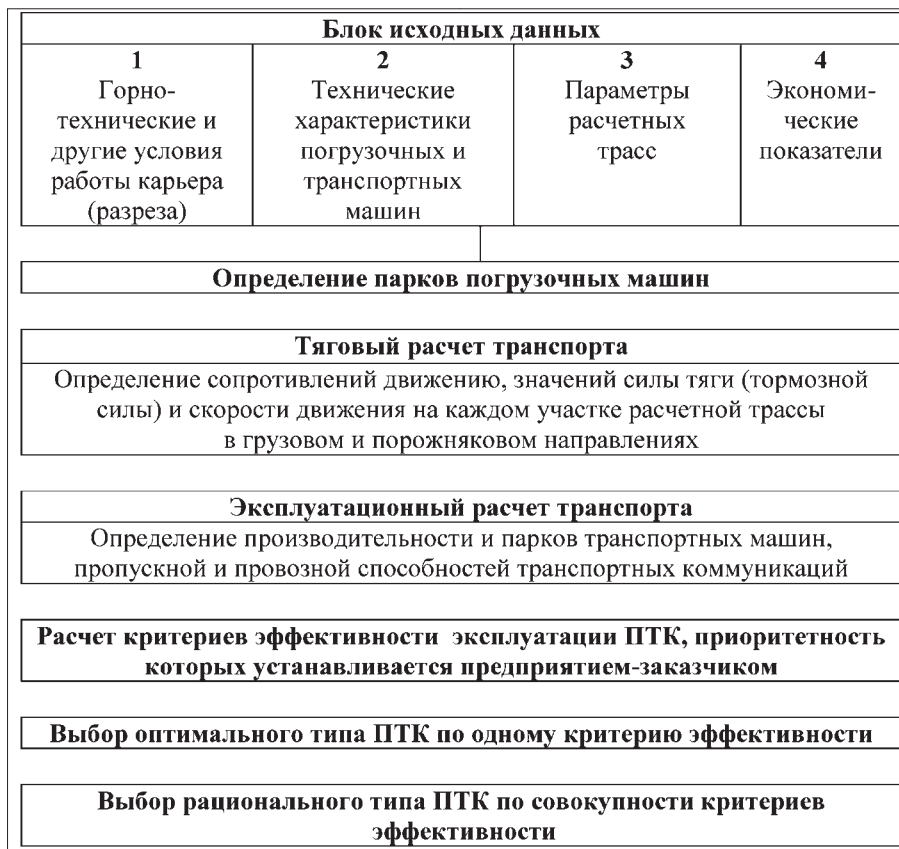 Блок исходных данных
1
Горно-
технические и
другие условия
работы карьера
(разреза)
2
Технические
характеристики
погрузочных и
транспортных
машин
3
Параметры
расчетных
трасс
4
Экономи-
ческие
показатели
Определение парков погрузочных машин
Тяговый расчет транспорта
Определение сопротивлений движению, значений силы тяги (тормозной
силы) и скорости движения на каждом участке расчетной трассы
в грузовом и порожняковом направлениях
Эксплуатационный расчет транспорта
Определение производительности и парков транспортных машин,
пропускной и провозной способностей транспортных коммуникаций
Расчет критериев эффективности эксплуатации ПТК, приоритетность
которых устанавливается предприятием-заказчиком
Выбор оптимального типа ПТК по одному критерию эффективности
Выбор рационального типа ПТК по совокупности критериев
эффективности